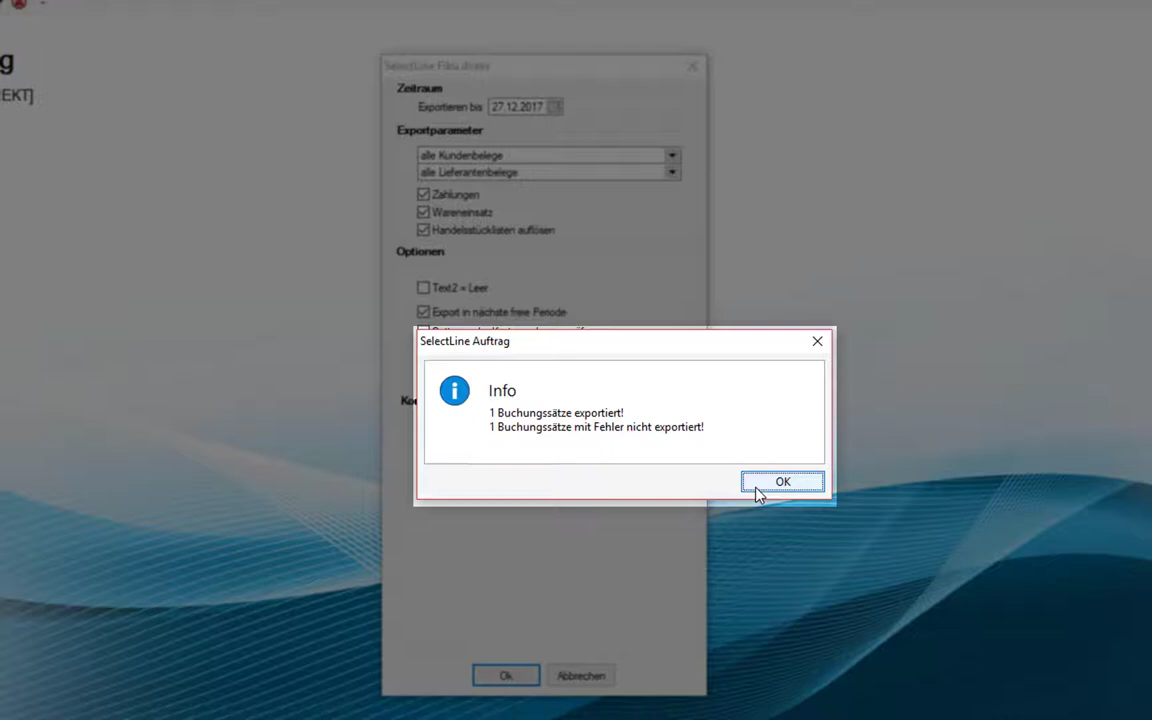 g
EKT]
Zeitraum
Exportieren bis 27.12.2017
Exportparameter
alle Kundenbelege
alle Lieferantenbelege
Zahlungen
Wareneinsatz
Handelsstücklisten auflösen
Optionen
Text2 = Leer
Export in nächste freie Periode
SelectLine Auftrag
Info
1 Buchungssätze exportiert!
1 Buchungssätze mit Fehler nicht exportiert!
OK
Ok Abbrechen